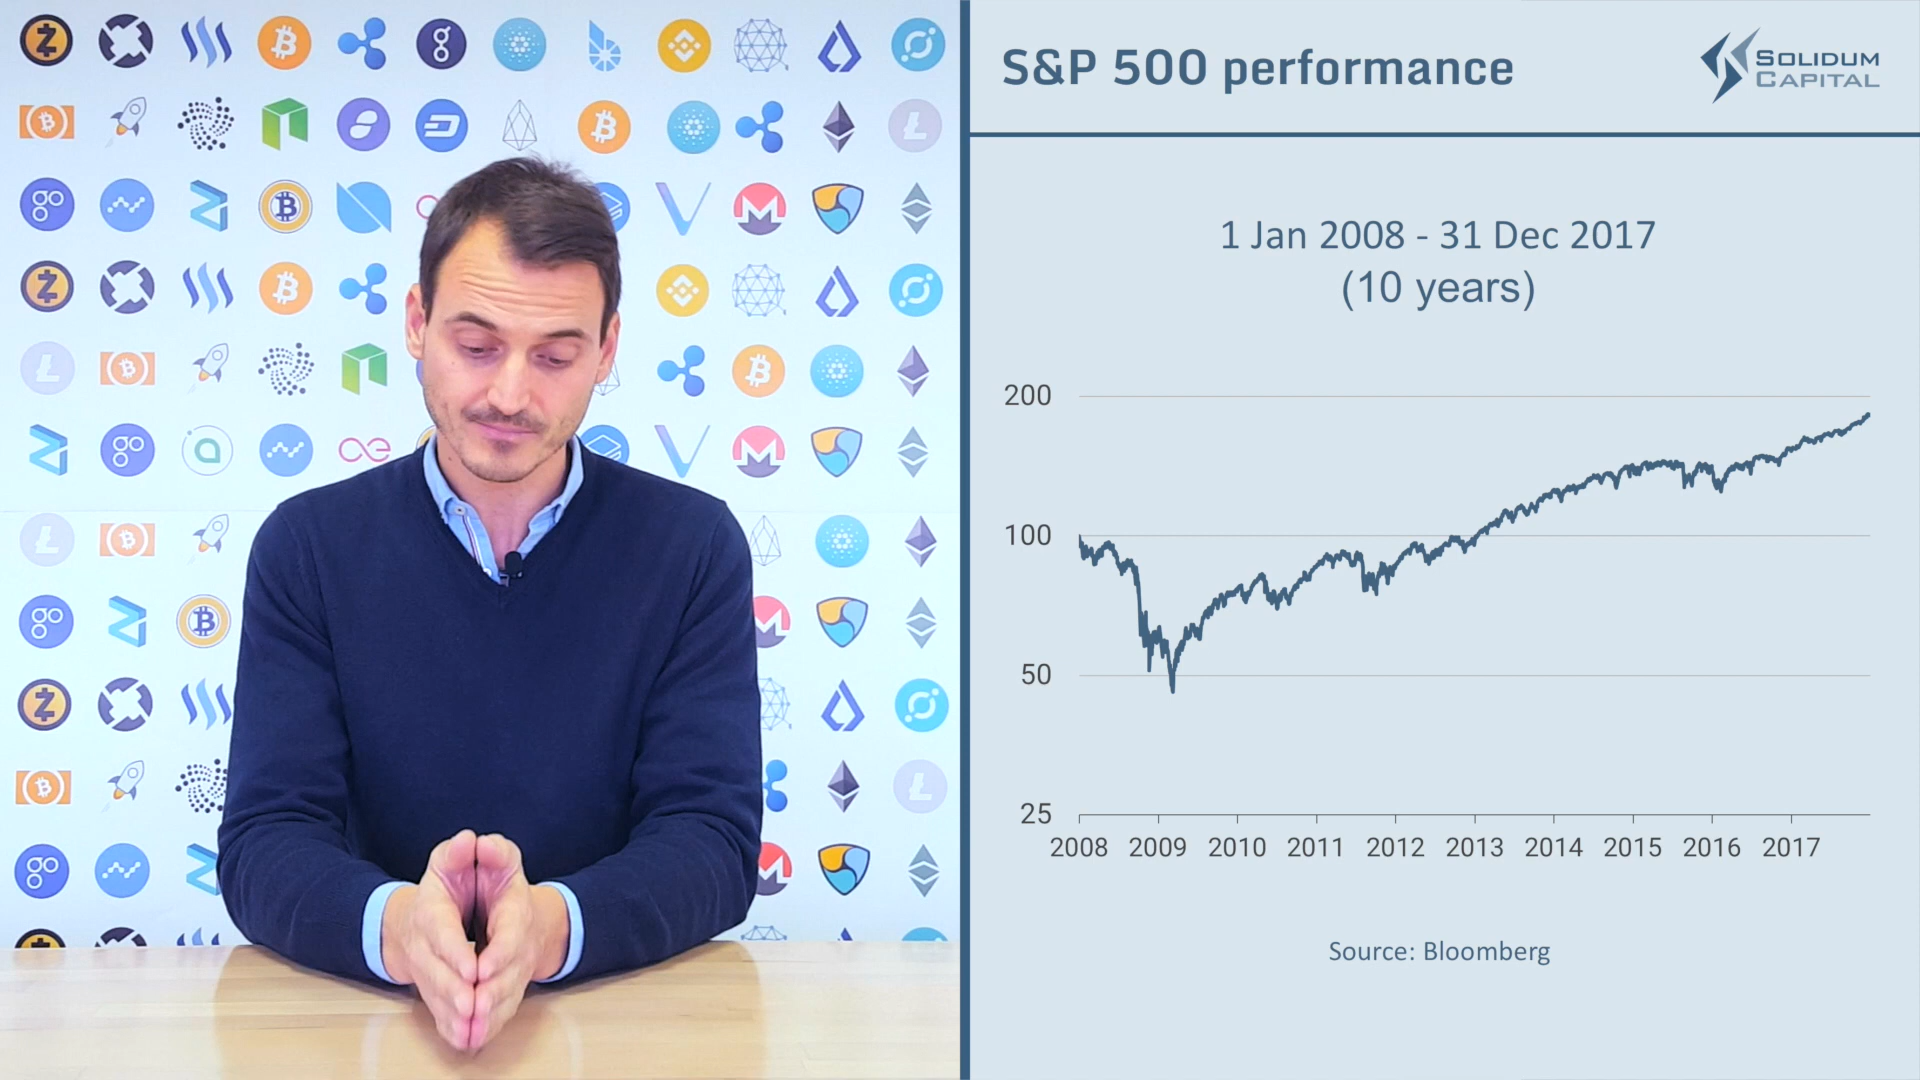 S&P 500 performance
SOLIDUM
CAPITAL
1 Jan 2008 - 31 Dec 2017
(10 years)
200
100
50
25
2008 2009 2010 2011 2012 2013 2014 2015 2016 2017
Source: Bloomberg